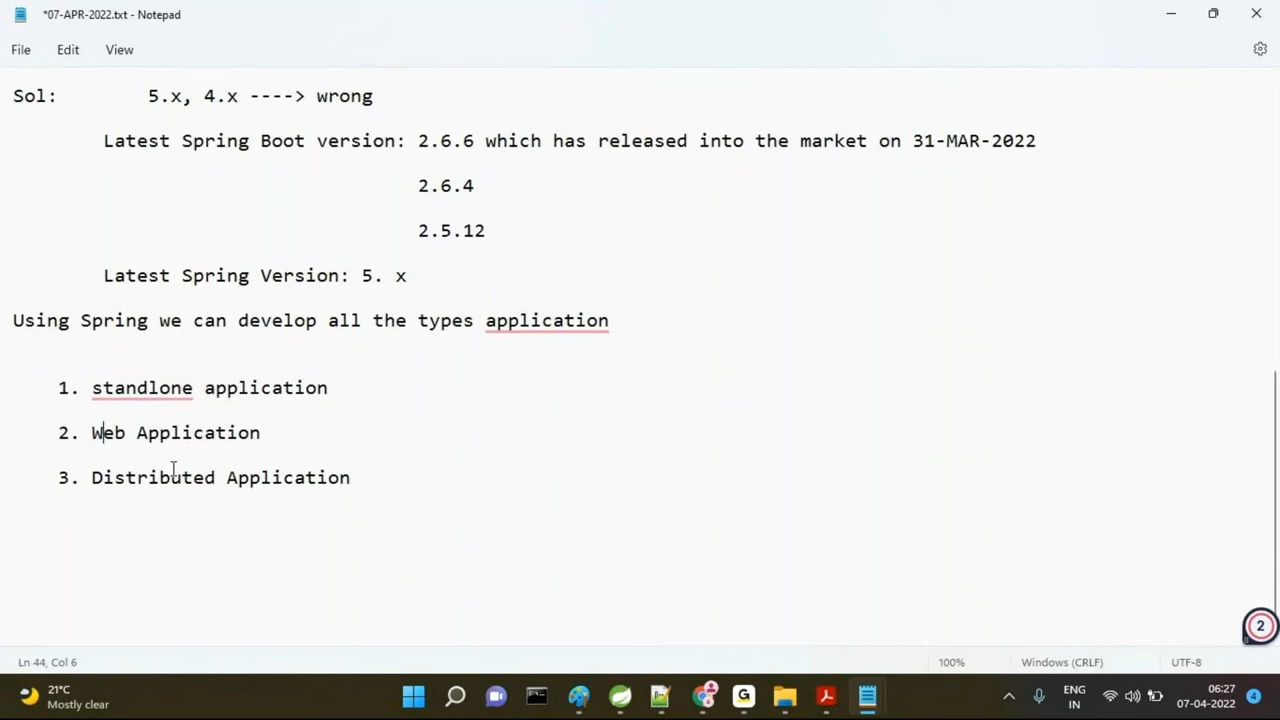 *07-APR-2022.txt - Notepad
File Edit View
Sol: 5.x, 4.x ----> wrong
Latest Spring Boot version: 2.6.6 which has released into the market on 31-MAR-2022
2.6.4
2.5.12
Latest Spring Version: 5. x
Using Spring we can develop all the types application
1. standlone application
2. Web Application
3. Distributed Application
2
Ln 44, Col 6 100% Windows (CRLF) UTF-8
21°C
Mostly clear
G
ENG
IN
06:27
07-04-2022
4